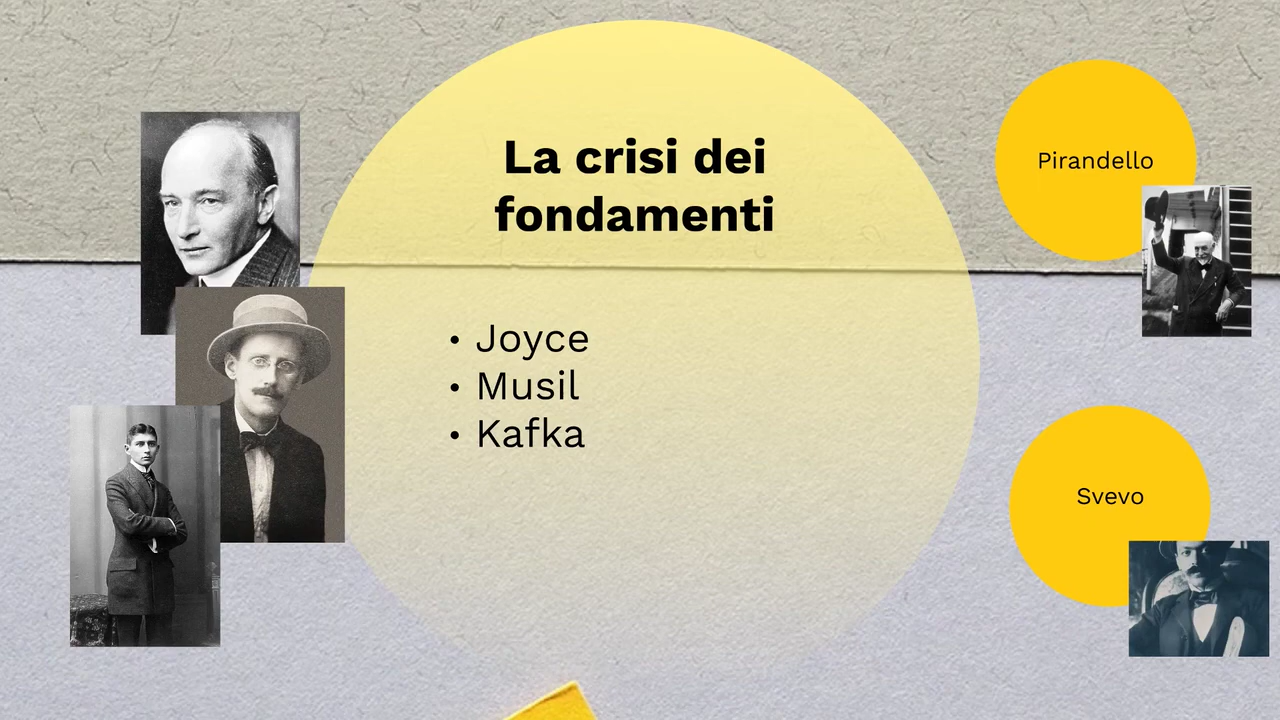 La crisi dei
fondamenti
• Joyce
• Musil
• Kafka
Pirandello
Svevo